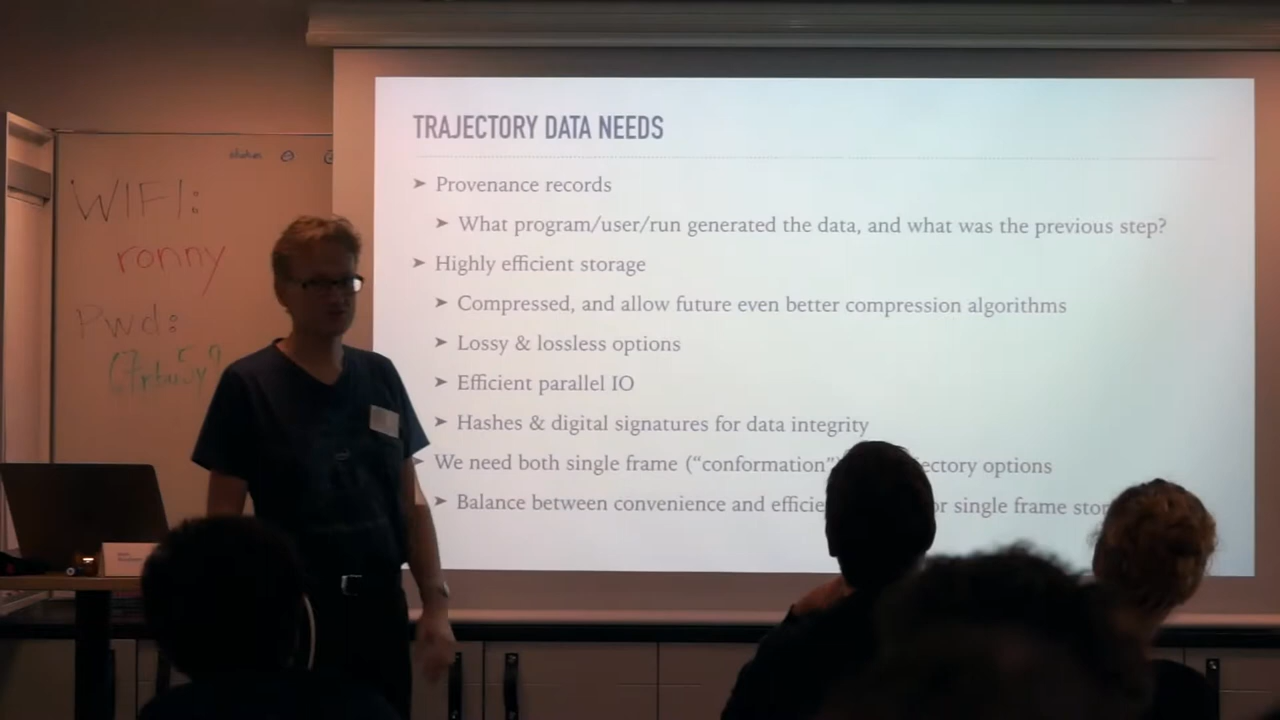 TRAJECTORY DATA NEEDS
➤ Provenance records
➤ What program/user/run generated the data, and what was the previous step?
➤ Highly efficient storage
➤ Compressed, and allow future even better compression algorithms
➤ Lossy & lossless options
➤ Efficient parallel IO
➤ Hashes & digital signatures for data integrity
➤ We need both single frame (“conformation”) options
➤ Balance between convenience and single frame
WIFI:
ronny
Pwd: